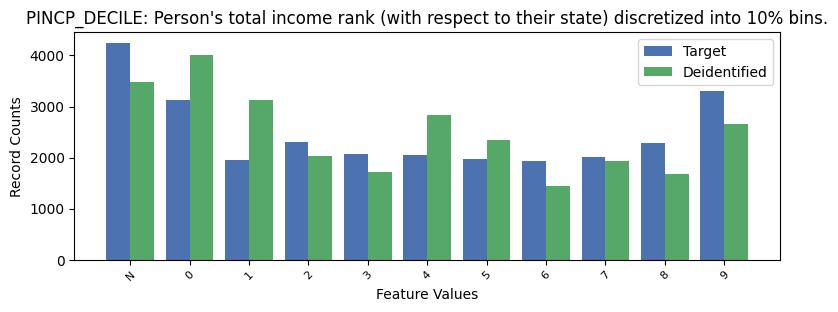 PINCP_DECILE: Person's total income rank (with respect to their state) discretized into 10% bins.
Target
Deidentified
4000
3000
2000
1000
0
Record Counts
N 0 1 2 3 4 5 6 7 8 9
Feature Values